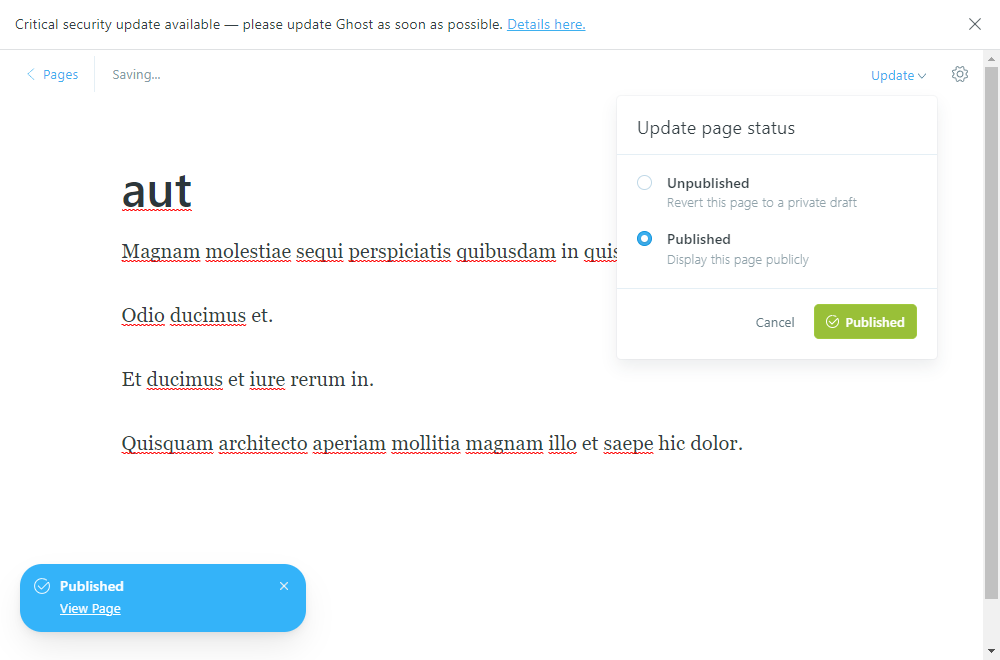 Critical security update available — please update Ghost as soon as possible. Details here.
Pages
Saving...
Update
Update page status
Unpublished
Revert this page to a private draft
Published
Display this page publicly
Cancel
Published
aut
Magnam molestiae sequi perspiciatis quibusdam in quis
Odio ducimus et.
Et ducimus et iure rerum in.
Quisquam architecto aperiam mollitia magnam illo et saepe hic dolor.
Published
View Page